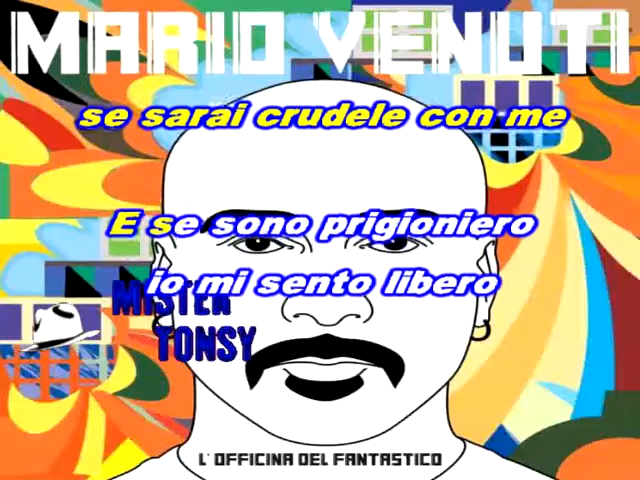 MARIO VENUTI
se sarai crudele con me
E se sono prigioniero
io mi sento libero
MISTER
TONSY
L'OFFICINA DEL FANTASTICO